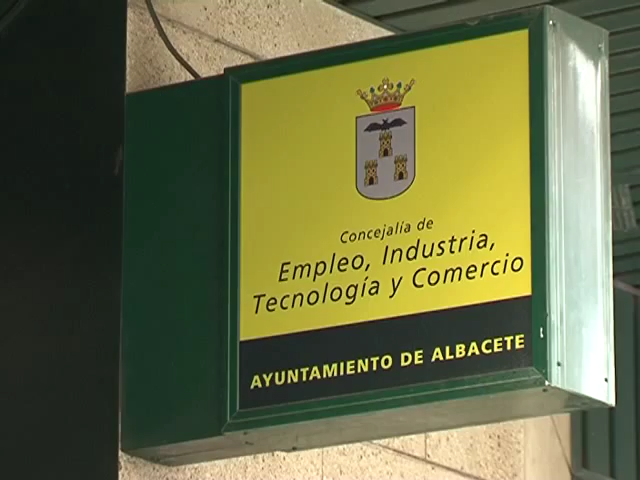 Concejalía de
Empleo, Industria,
Tecnología y Comercio
AYUNTAMIENTO DE ALBACETE